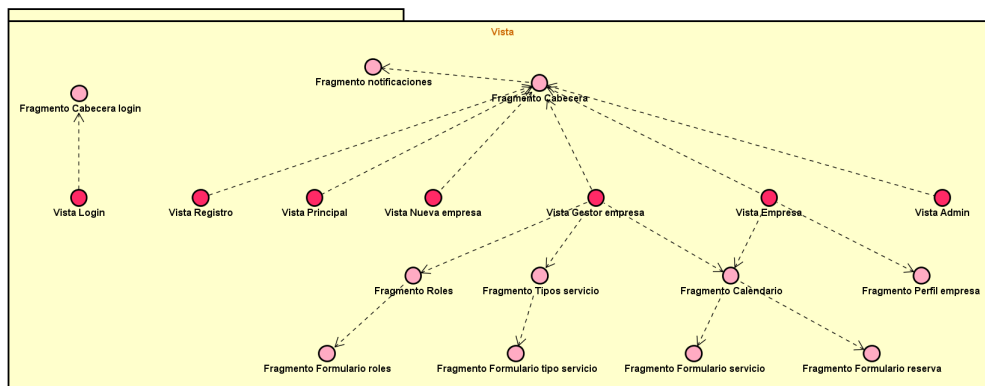 Vista
Fragmento notificaciones
Fragmento Cabecera
Fragmento Cabecera login
Vista Login
Vista Registro
Vista Principal
Vista Nueva empresa
Vista Gestor empresa
Vista Empresa
Vista Admin
Fragmento Roles
Fragmento Tipos servicio
Fragmento Calendario
Fragmento Perfil empresa
Fragmento Formulario roles
Fragmento Formulario tipo servicio
Fragmento Formulario servicio
Fragmento Formulario reserva